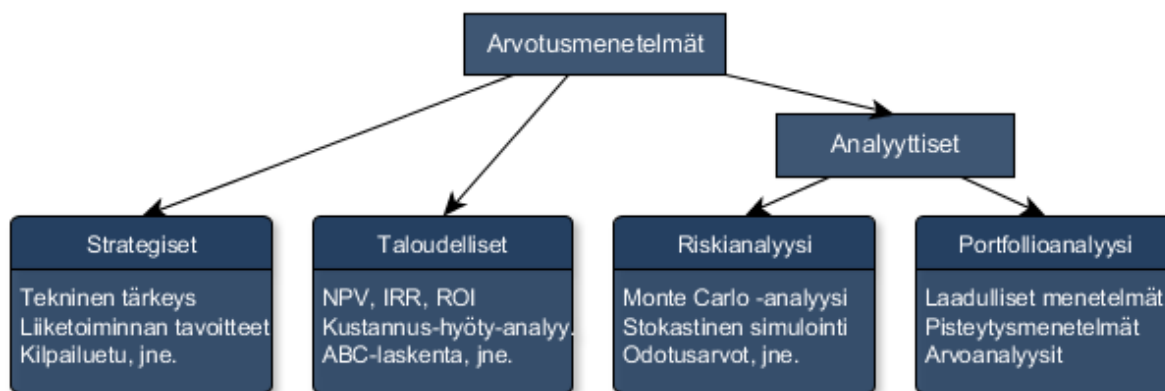 Arvotusmenetelmät
Analyyttiset
Strategiset
Tekninen tärkeys
Liiketoiminnan tavoitteet
Kilpailuetu, jne.
Taloudelliset
NPV, IRR, ROI
Kustannus-hyöty-analyy.
ABC-laskenta, jne.
Riskianalyysi
Monte Carlo -analyysi
Stokastinen simulointi
Odotusarvot, jne.
Portfollioanalyysi
Laadulliset menetelmät
Pisteytysmenetelmät
Arvoanalyysit